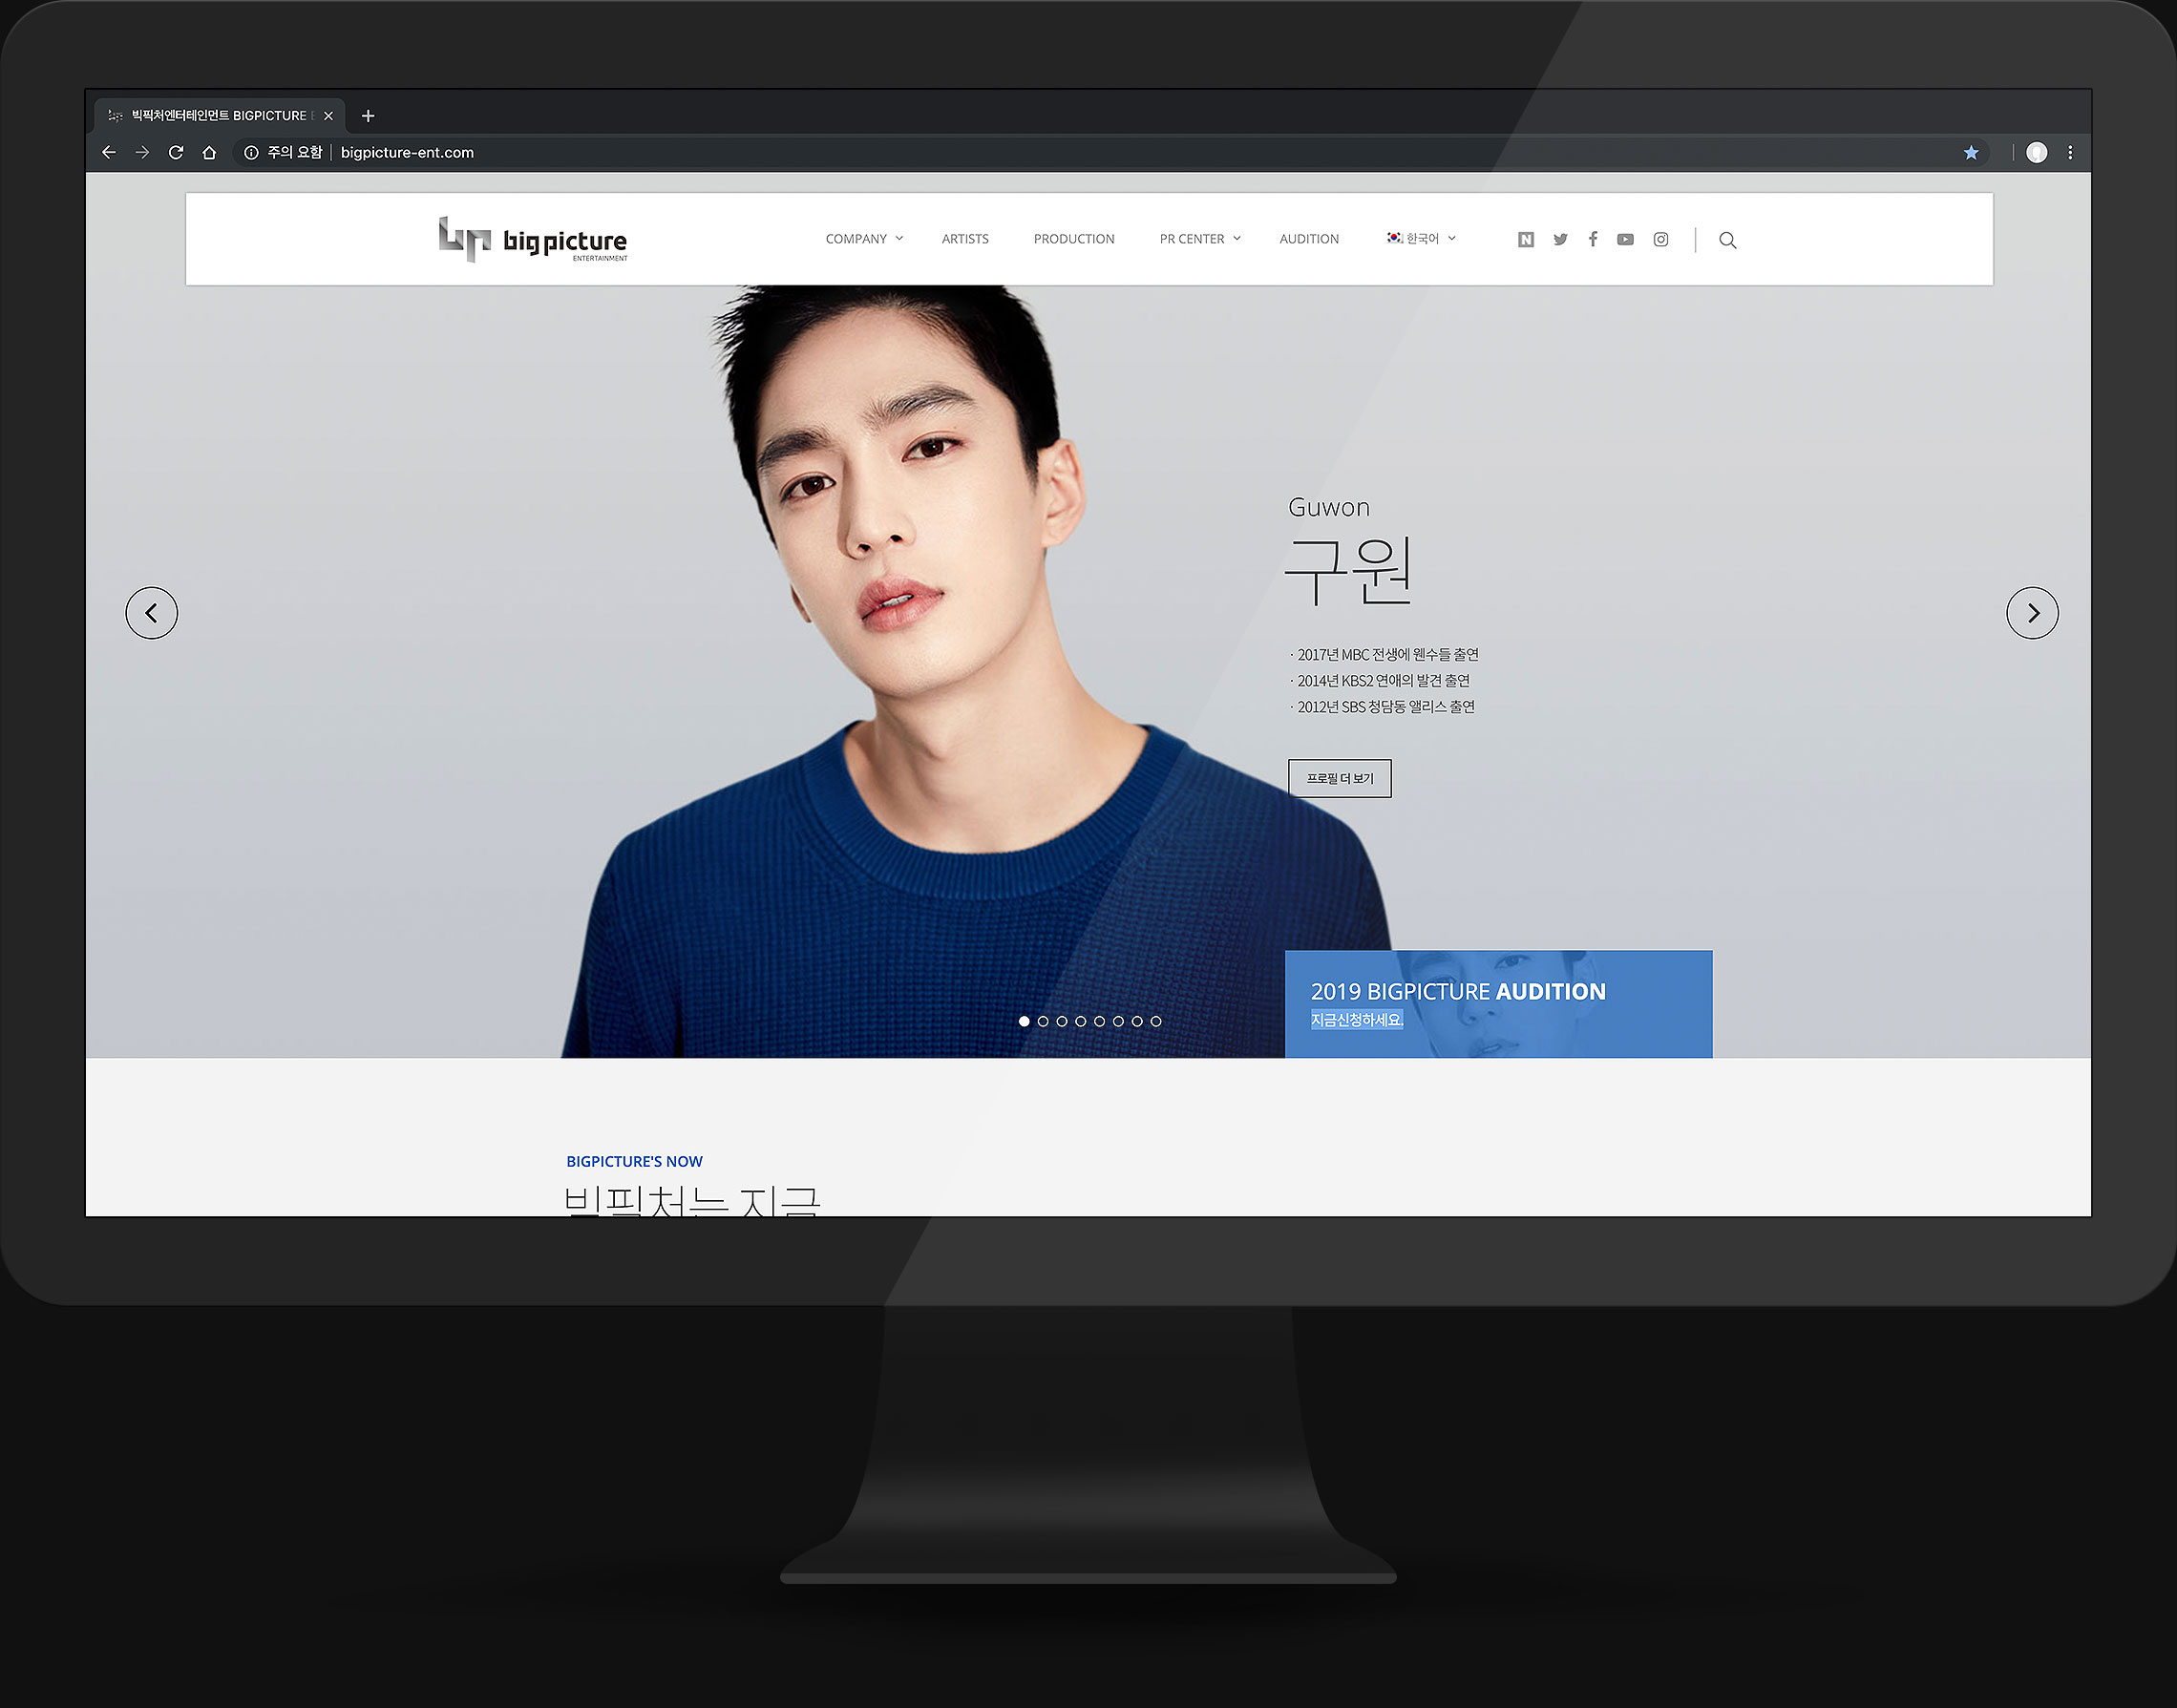 빅픽처엔터테인먼트 BIGPICTURE
주의 요함 | bigpicture-ent.com
bigpicture
ENTERTAINMENT
COMPANY ARTISTS PRODUCTION PR CENTER AUDITION 한국어
Guwon
구원
· 2017년 MBC 전생에 웬수들 출연
· 2014년 KBS2 연애의 발견 출연
· 2012년 SBS 청담동 앨리스 출연
프로필 더 보기
2019 BIGPICTURE AUDITION
지금신청하세요.
BIGPICTURE'S NOW
빅픽처는 지금